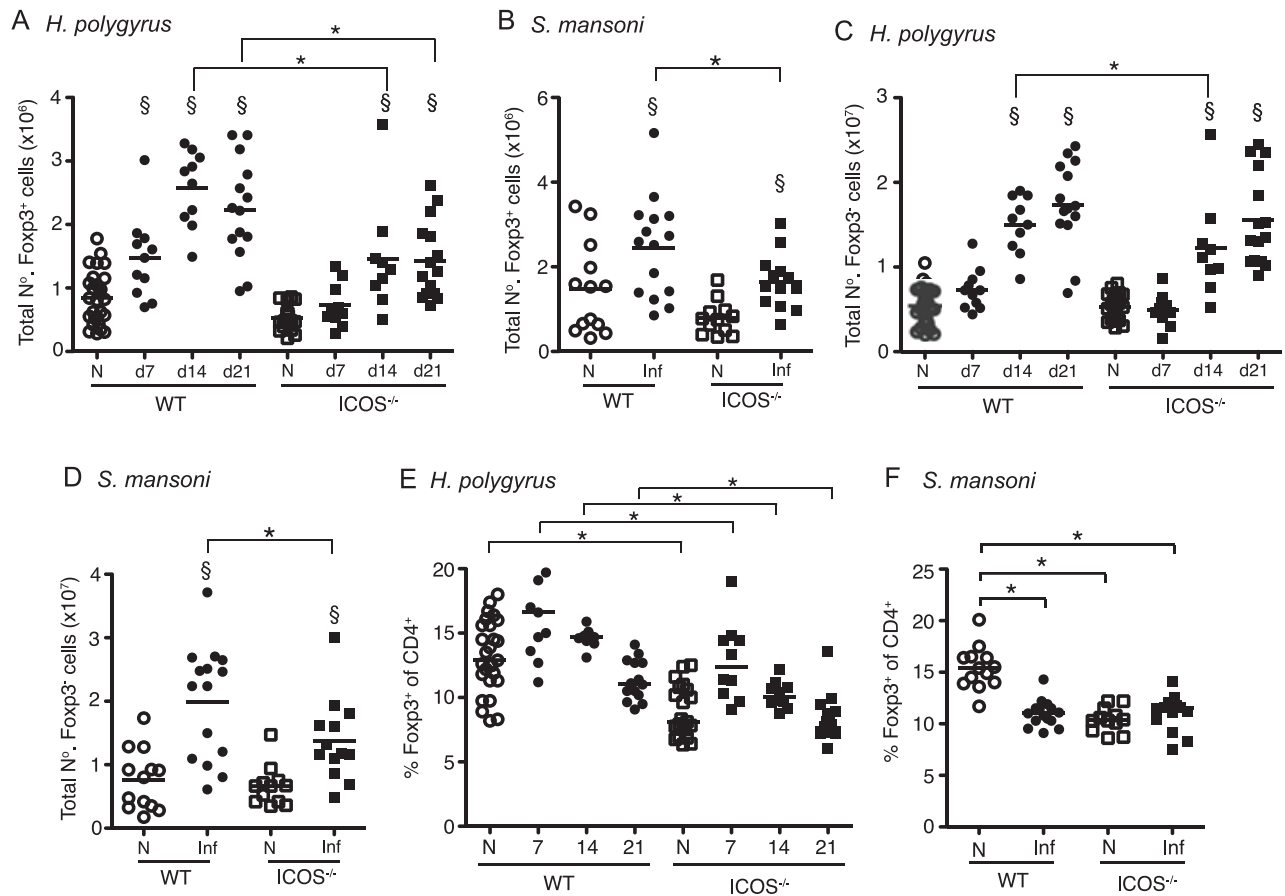 A H. polygyrus
*
*
§ § § § §
Total Nº. Foxp3⁺ cells (x10⁶)
4
3
2
1
0
N d7 d14 d21 N d7 d14 d21
WT ICOS⁻/⁻
B S. mansoni
*
§ §
Total Nº. Foxp3⁺ cells (x10⁶)
6
4
2
0
N Inf N Inf
WT ICOS⁻/⁻
C H. polygyrus
*
§ § § §
Total Nº. Foxp3⁻ cells (x10⁷)
3
2
1
0
N d7 d14 d21 N d7 d14 d21
WT ICOS⁻/⁻
D S. mansoni
*
§ §
Total Nº. Foxp3⁻ cells (x10⁷)
4
3
2
1
0
N Inf N Inf
WT ICOS⁻/⁻
E H. polygyrus
*
*
*
*
% Foxp3⁺ of CD4⁺
20
15
10
5
0
N 7 14 21 N 7 14 21
WT ICOS⁻/⁻
F S. mansoni
*
*
*
% Foxp3⁺ of CD4⁺
25
20
15
10
5
0
N Inf N Inf
WT ICOS⁻/⁻